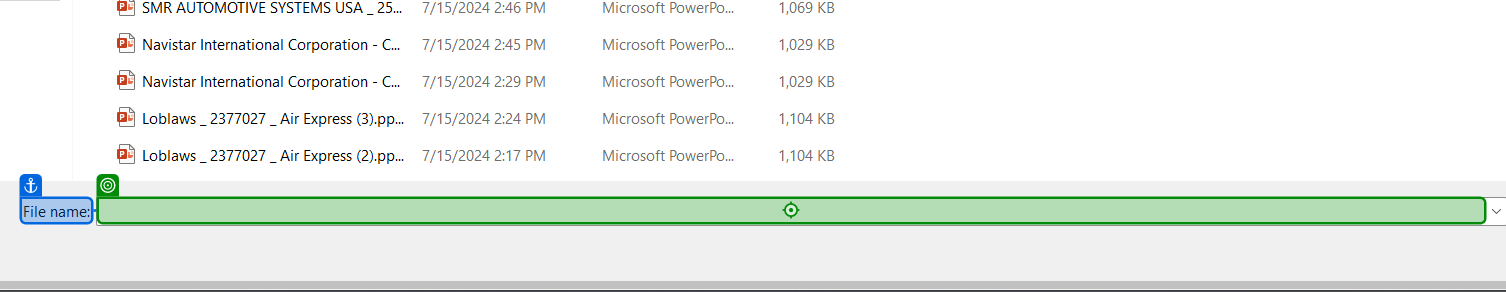 SMR AUTOMOTIVE SYSTEMS USA _ 25... 7/15/2024 2:46 PM Microsoft PowerPo... 1,069 KB
Navistar International Corporation - C... 7/15/2024 2:45 PM Microsoft PowerPo... 1,029 KB
Navistar International Corporation - C... 7/15/2024 2:29 PM Microsoft PowerPo... 1,029 KB
Loblaws _ 2377027 _ Air Express (3).pp... 7/15/2024 2:24 PM Microsoft PowerPo... 1,104 KB
Loblaws _ 2377027 _ Air Express (2).pp... 7/15/2024 2:17 PM Microsoft PowerPo... 1,104 KB
File name: